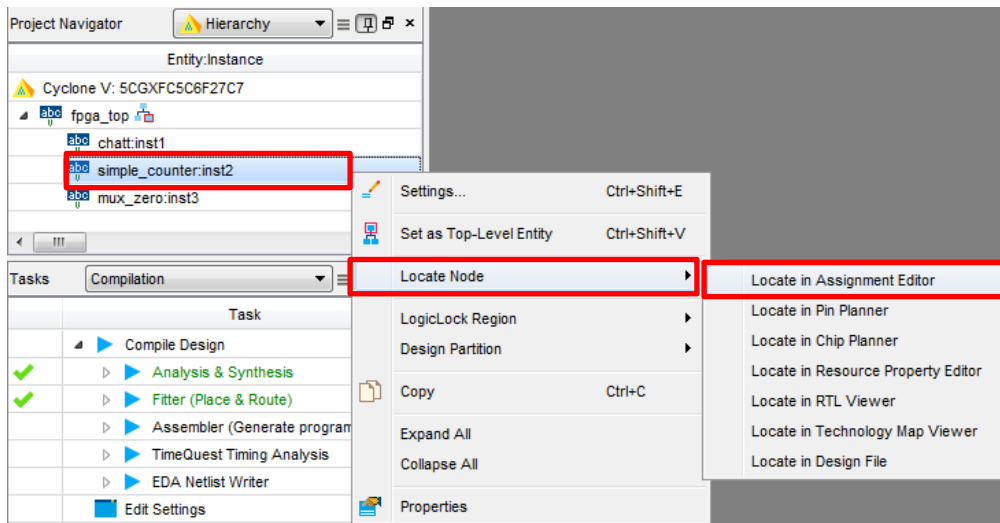 Project Navigator
Hierarchy
Entity:Instance
Cyclone V: 5CGXFC5C6F27C7
abc fpga_top
abc chatt:inst1
abc simple_counter:inst2
abc mux_zero:inst3
Tasks
Compilation
Task
Compile Design
Analysis & Synthesis
Fitter (Place & Route)
Assembler (Generate program
TimeQuest Timing Analysis
EDA Netlist Writer
Edit Settings
Settings... Ctrl+Shift+E
Set as Top-Level Entity Ctrl+Shift+V
Locate Node
LogicLock Region
Design Partition
Copy Ctrl+C
Expand All
Collapse All
Properties
Locate in Assignment Editor
Locate in Pin Planner
Locate in Chip Planner
Locate in Resource Property Editor
Locate in RTL Viewer
Locate in Technology Map Viewer
Locate in Design File